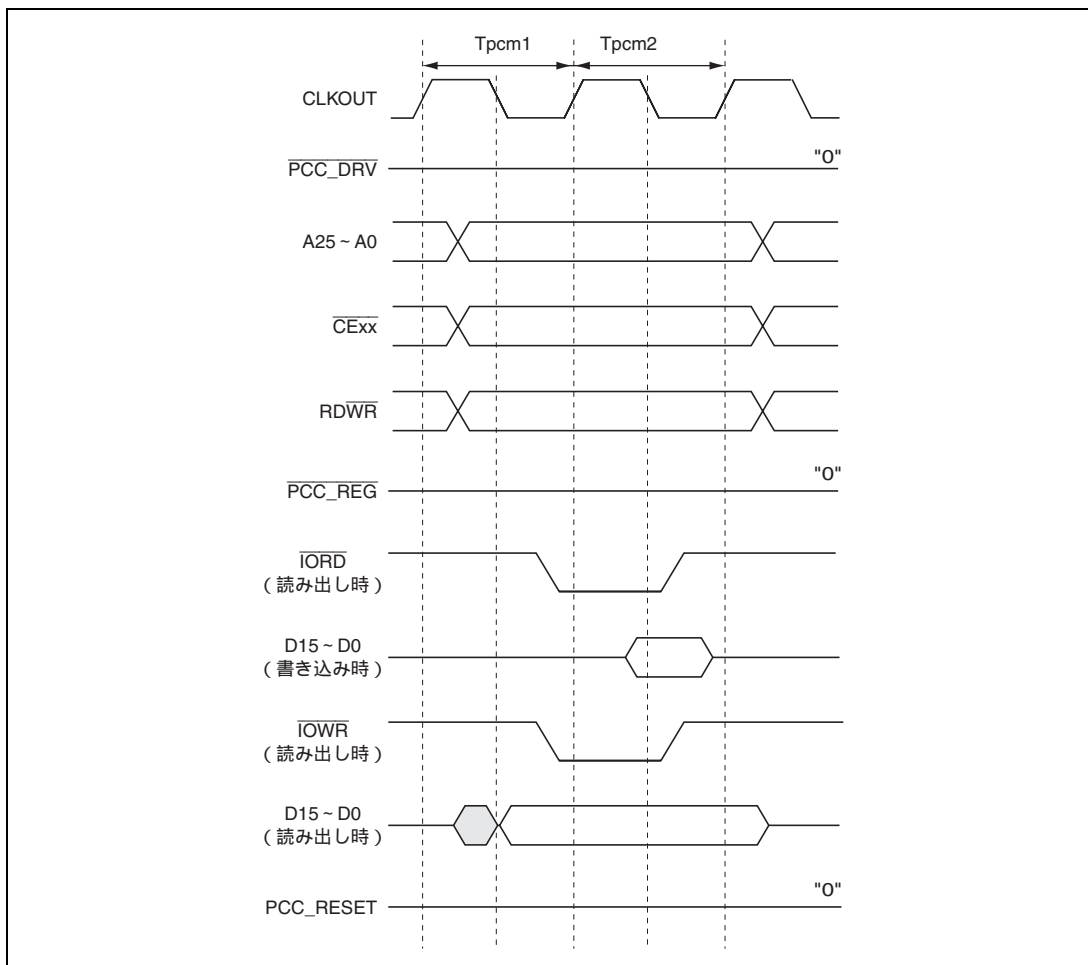 Tpcm1 Tpcm2
CLKOUT
PCC_DRV "0"
A25 ~ A0
CExx
RDWR
PCC_REG "0"
IORD
( 読み出し時 )
D15 ~ D0
( 書き込み時 )
IOWR
( 読み出し時 )
D15 ~ D0
( 読み出し時 )
PCC_RESET "0"